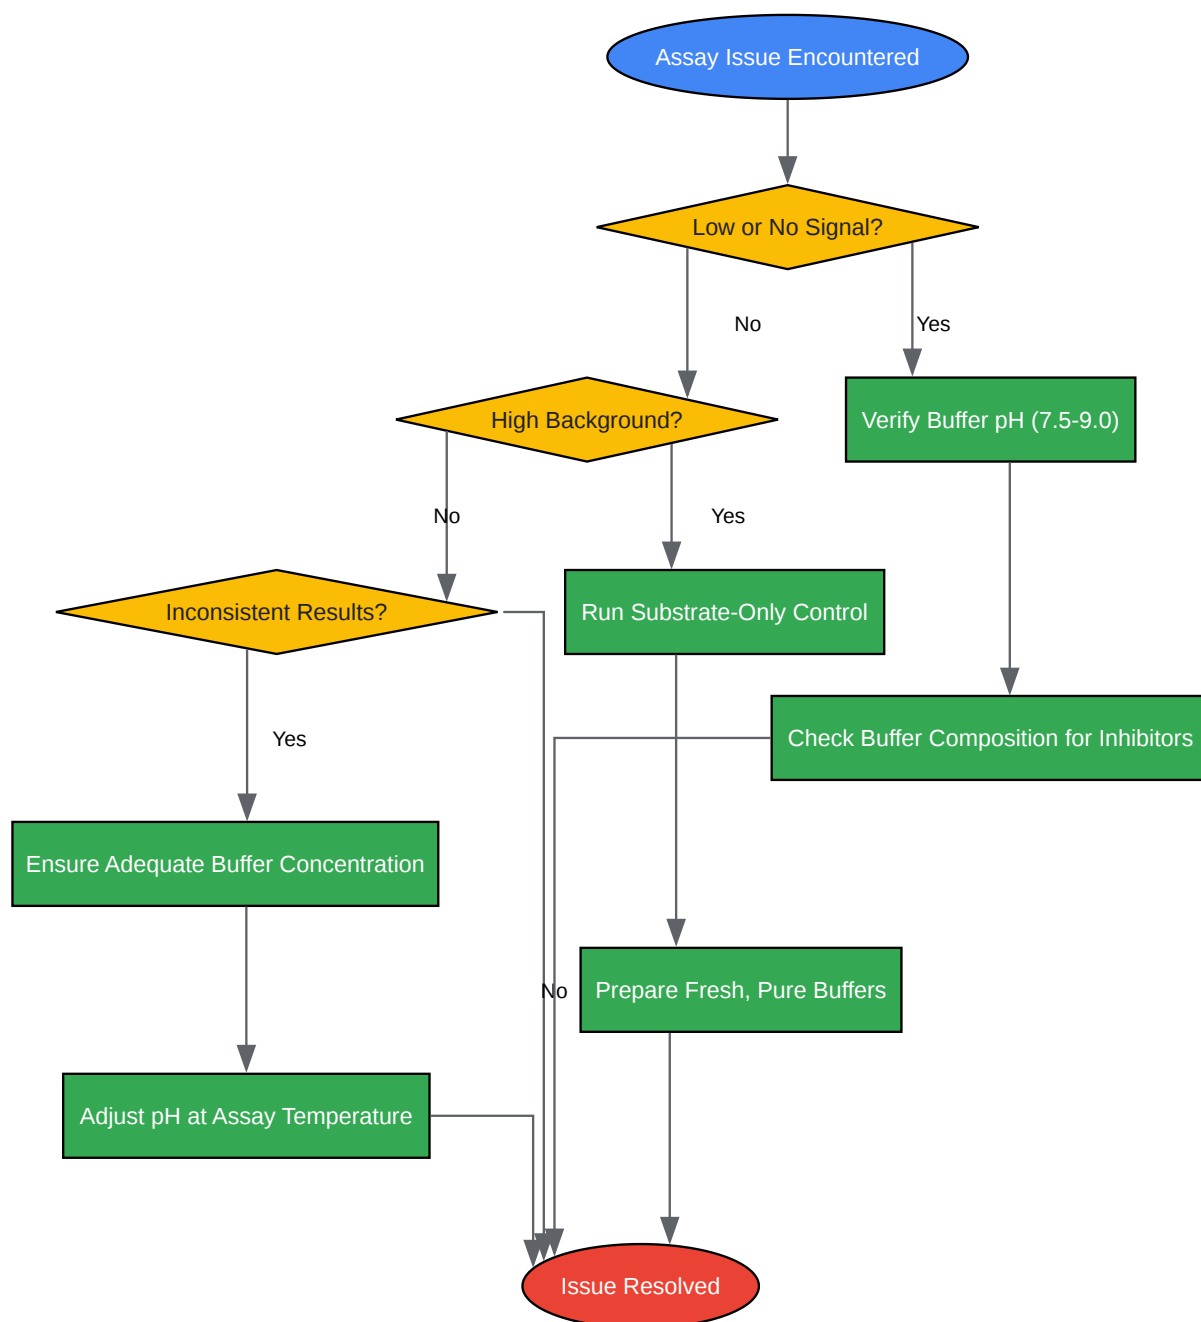 Assay Issue Encountered
Low or No Signal?
No
Yes
High Background?
Verify Buffer pH (7.5-9.0)
No
Yes
Inconsistent Results?
Run Substrate-Only Control
Yes
Check Buffer Composition for Inhibitors
Ensure Adequate Buffer Concentration
No
Prepare Fresh, Pure Buffers
Adjust pH at Assay Temperature
Issue Resolved